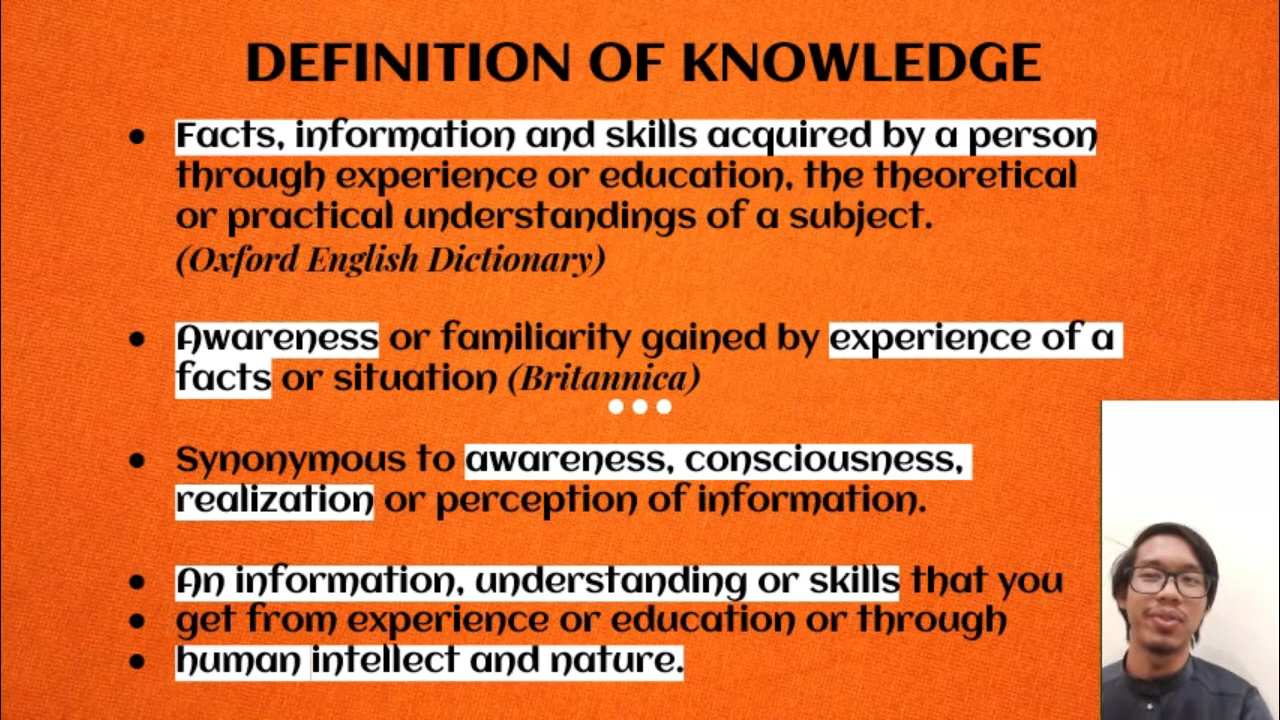 DEFINITION OF KNOWLEDGE
• Facts, information and skills acquired by a person
through experience or education, the theoretical
or practical understandings of a subject.
(Oxford English Dictionary)
• Awareness or familiarity gained by experience of a
facts or situation (Britannica)
• Synonymous to awareness, consciousness,
realization or perception of information.
• An information, understanding or skills that you
• get from experience or education or through
• human intellect and nature.